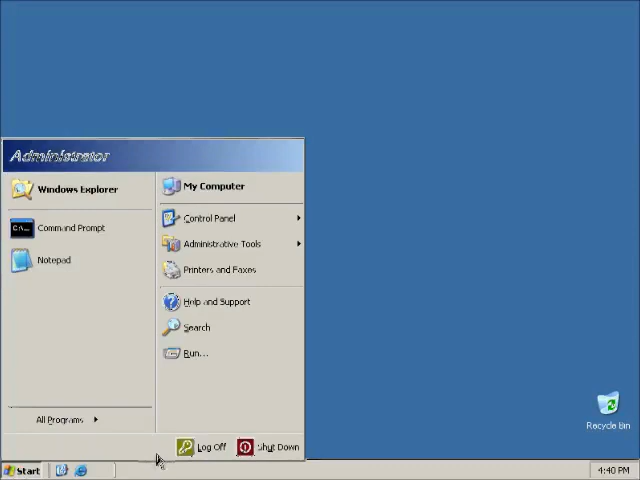 Administrator
Windows Explorer
Command Prompt
Notepad
All Programs
My Computer
Control Panel
Administrative Tools
Printers and Faxes
Help and Support
Search
Run...
Log Off
Shut Down
Recycle Bin
Start
4:40 PM